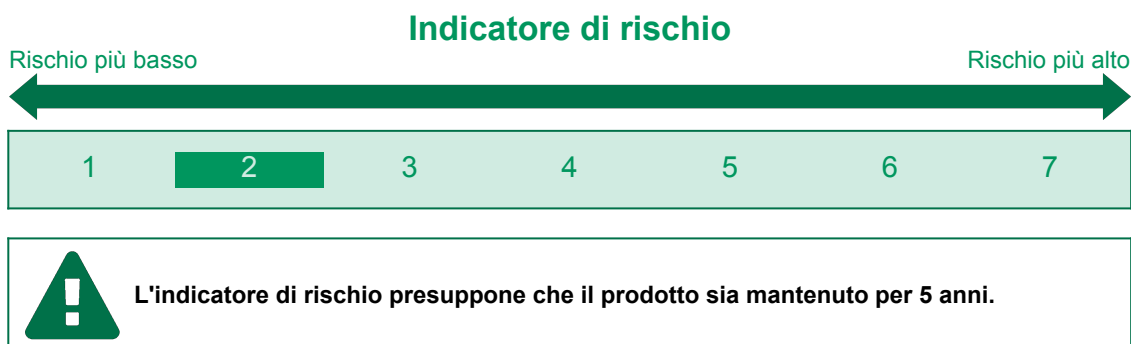 Indicatore di rischio
Rischio più basso
Rischio più alto
1 2 3 4 5 6 7
L'indicatore di rischio presuppone che il prodotto sia mantenuto per 5 anni.